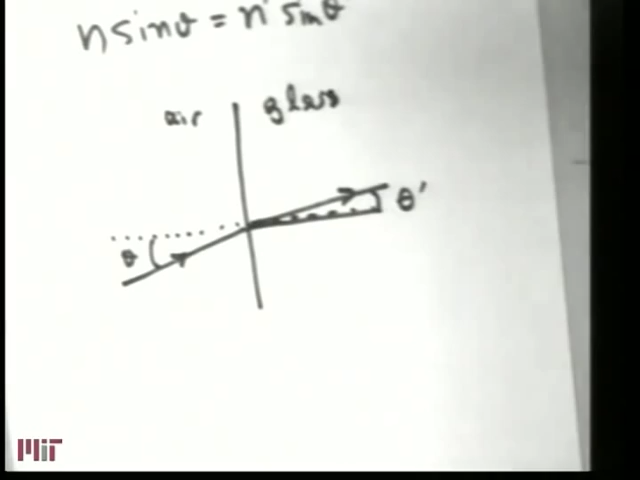 n sinθ = n' sinθ
air glass
θ θ'
MIT